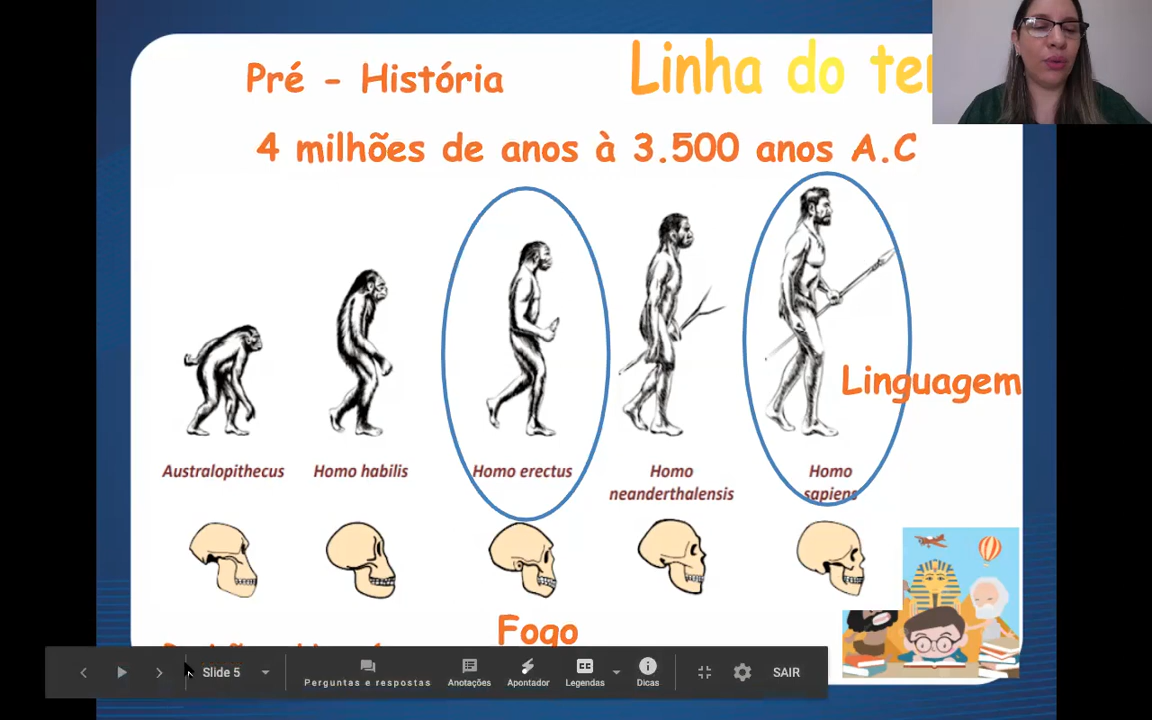 Pré - História
Linha do
4 milhões de anos à 3.500 anos A.C
Linguagem
Australopithecus
Homo habilis
Homo erectus
Homo
neanderthalensis
Homo
sapiens
Fogo
Slide 5
Perguntas e respostas
Anotações
Apontador
Legendas
Dicas
SAIR